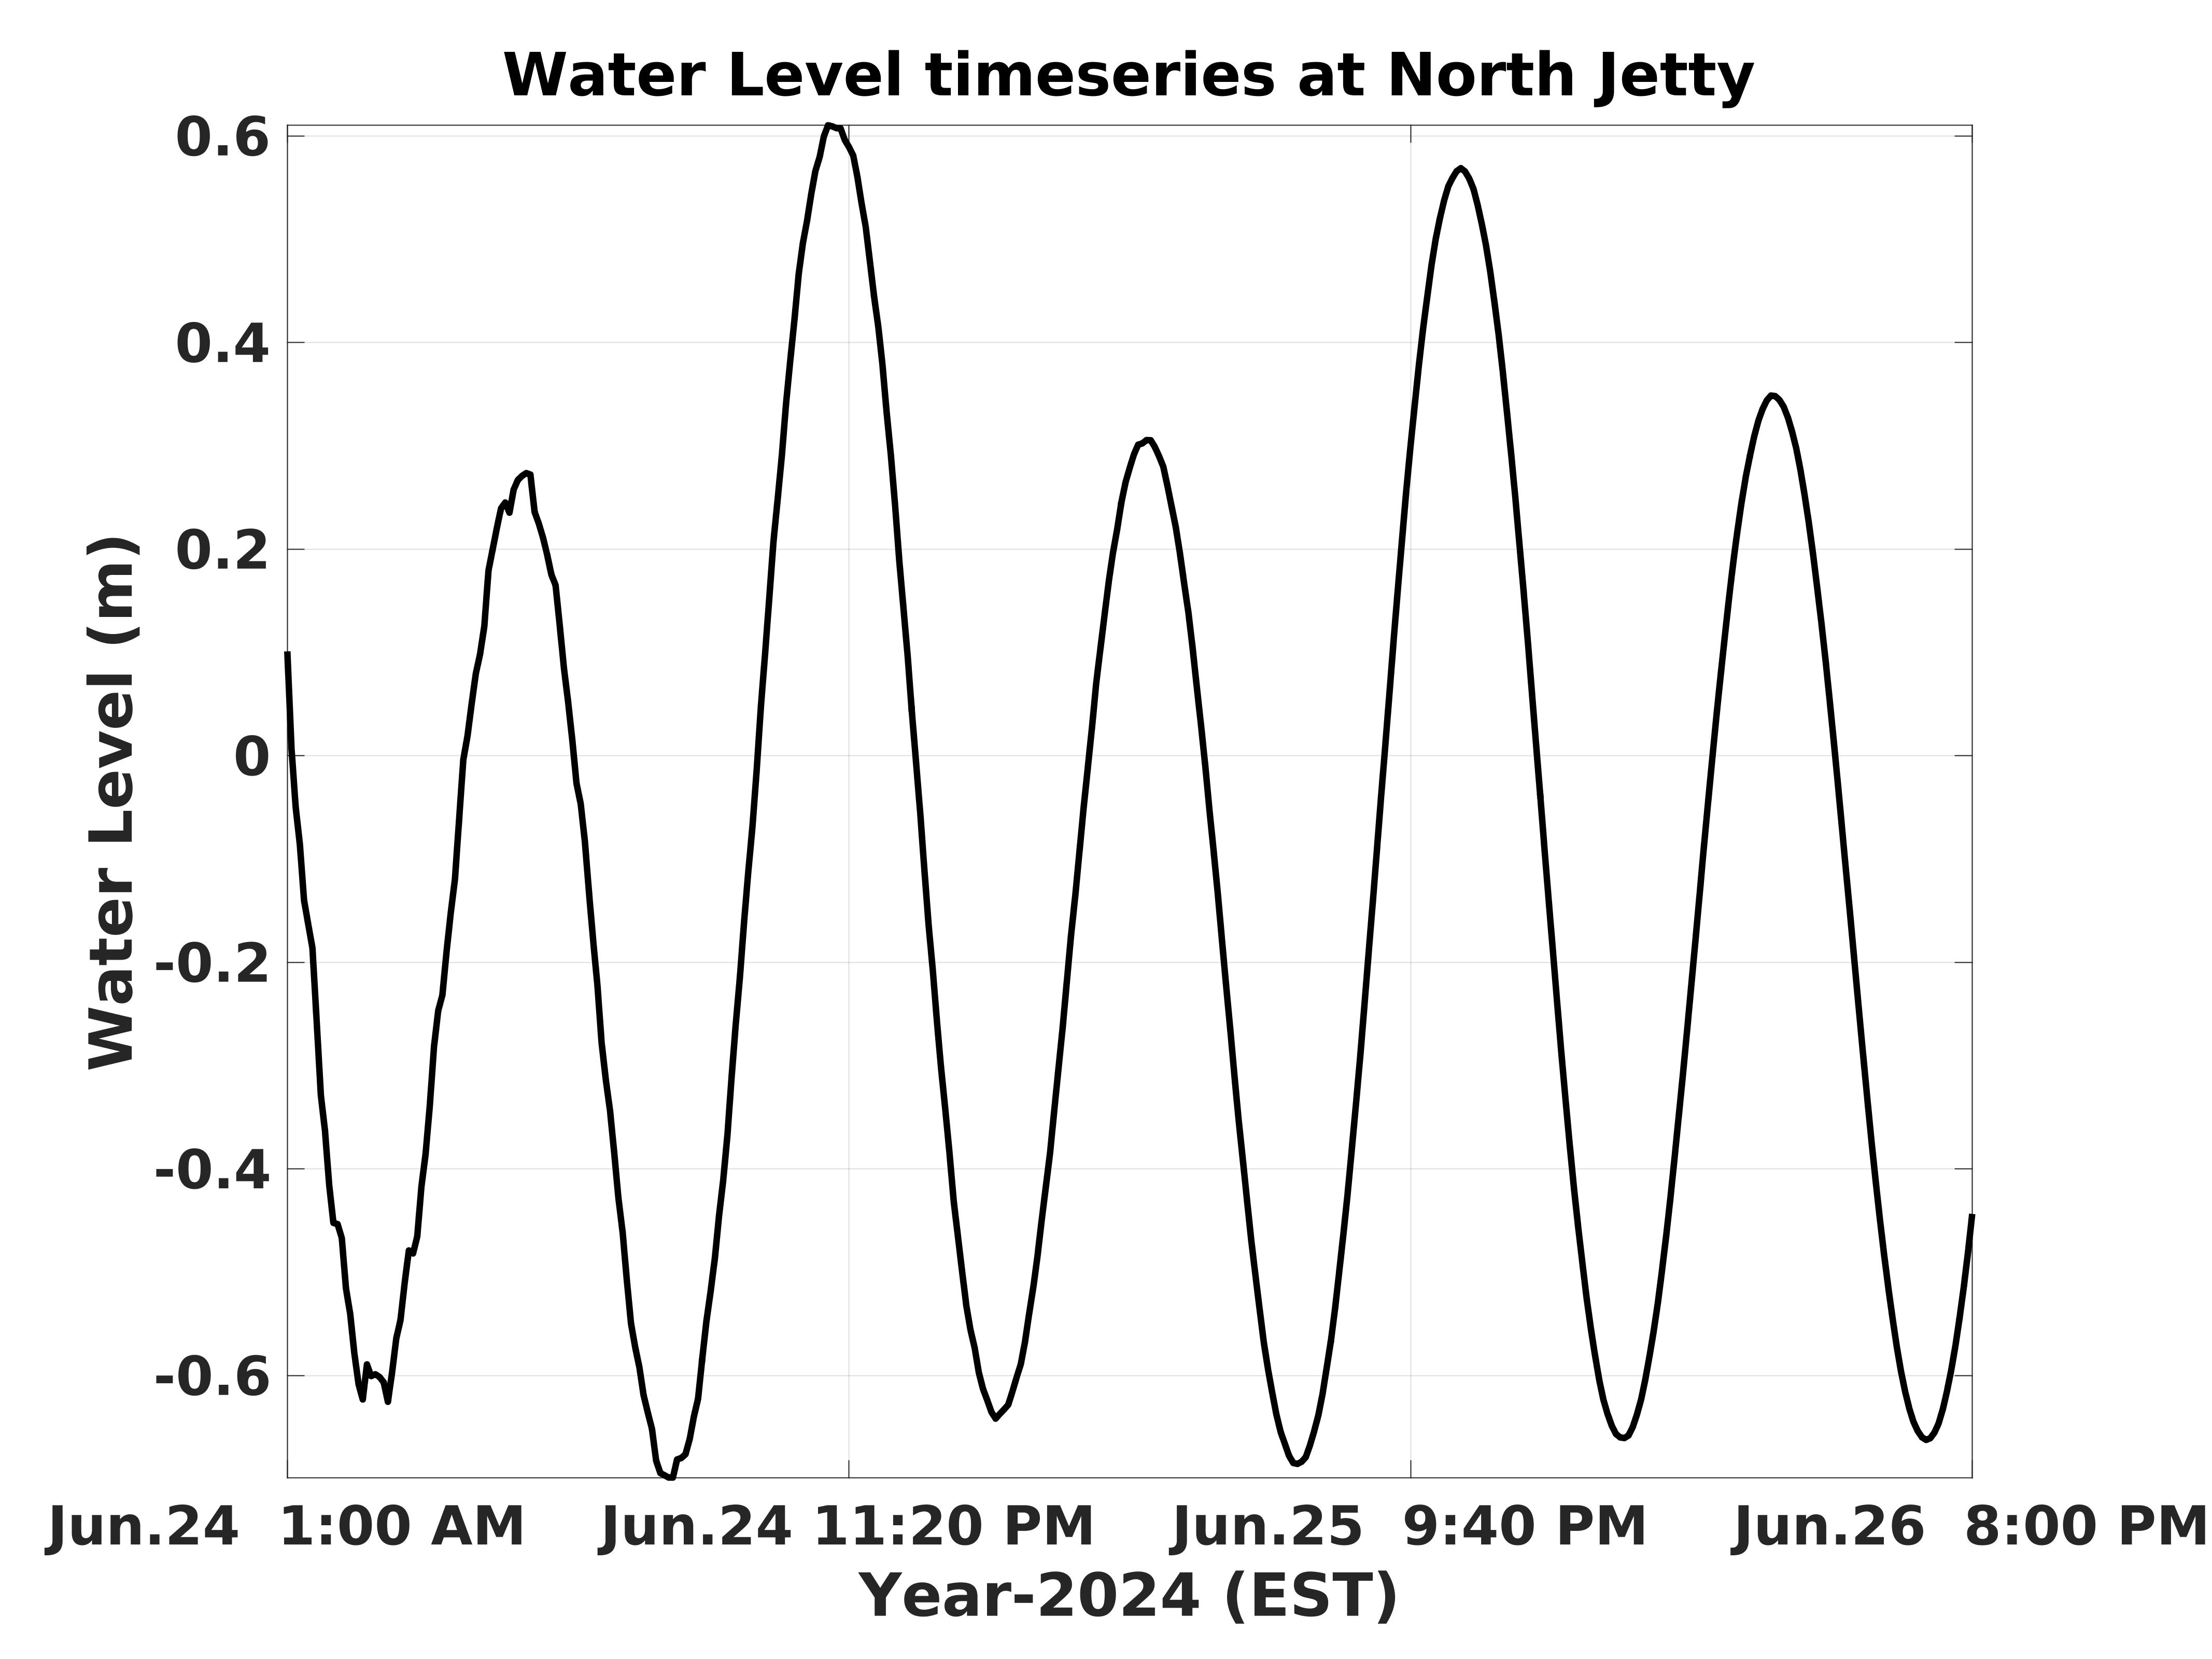 Water Level timeseries at North Jetty
0.6
0.4
0.2
0
-0.2
-0.4
-0.6
Water Level (m)
Jun.24 1:00 AM Jun.24 11:20 PM Jun.25 9:40 PM Jun.26 8:00 PM
Year-2024 (EST)